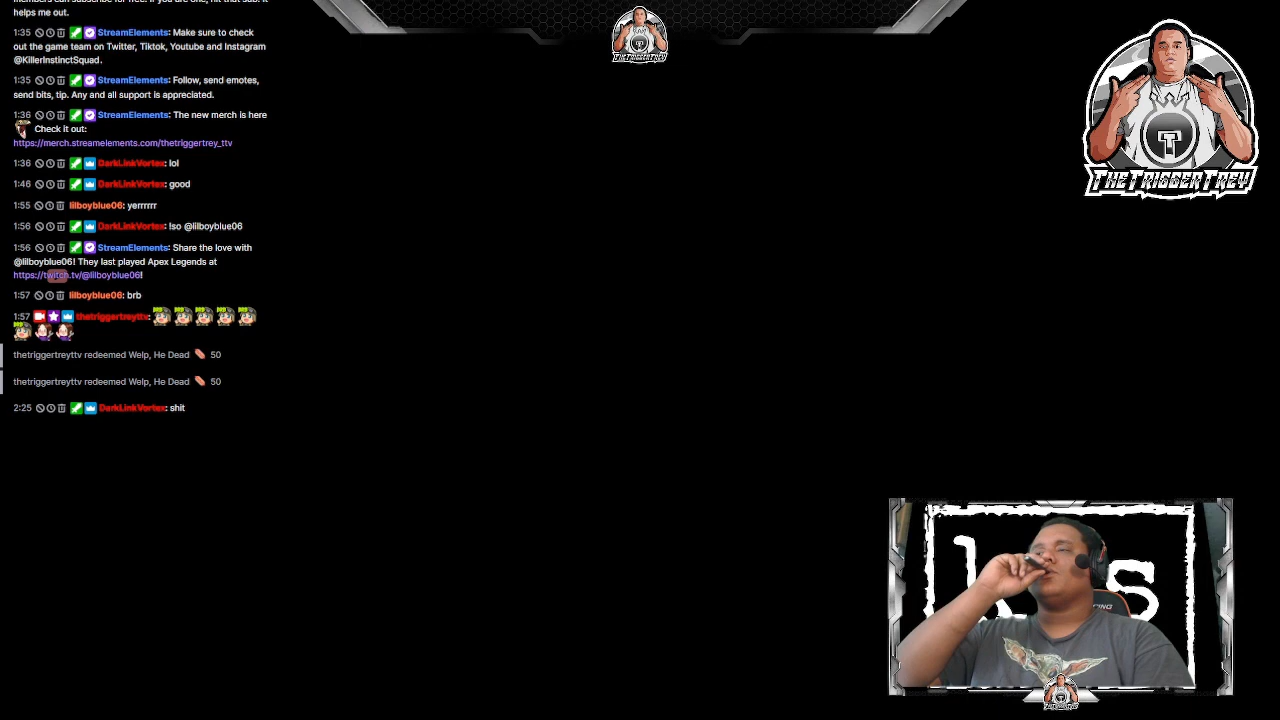 members can subscribe for free. If you are one, hit that sub. It
helps me out.
1:35 StreamElements: Make sure to check
out the game team on Twitter, Tiktok, Youtube and Instagram
@KillerInstinctSquad.
1:35 StreamElements: Follow, send emotes,
send bits, tip. Any and all support is appreciated.
1:36 StreamElements: The new merch is here
Check it out:
https://merch.streamelements.com/thetriggertrey_ttv
1:36 DarkLinkVortex: lol
1:46 DarkLinkVortex: good
1:55 lilboyblue06: yerrrrrr
1:56 DarkLinkVortex: !so @lilboyblue06
1:56 StreamElements: Share the love with
@lilboyblue06! They last played Apex Legends at
https://twitch.tv/@lilboyblue06!
1:57 lilboyblue06: brb
1:57 thetriggertreyttv:
thetriggertreyttv redeemed Welp, He Dead 50
thetriggertreyttv redeemed Welp, He Dead 50
2:25 DarkLinkVortex: shit
THETRIGGERTREY
THETRIGGERTREY